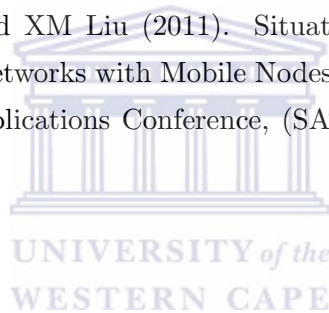 d XM Liu (2011). Situat
etworks with Mobile Nodes
plications Conference, (SA
UNIVERSITY of the
WESTERN CAPE